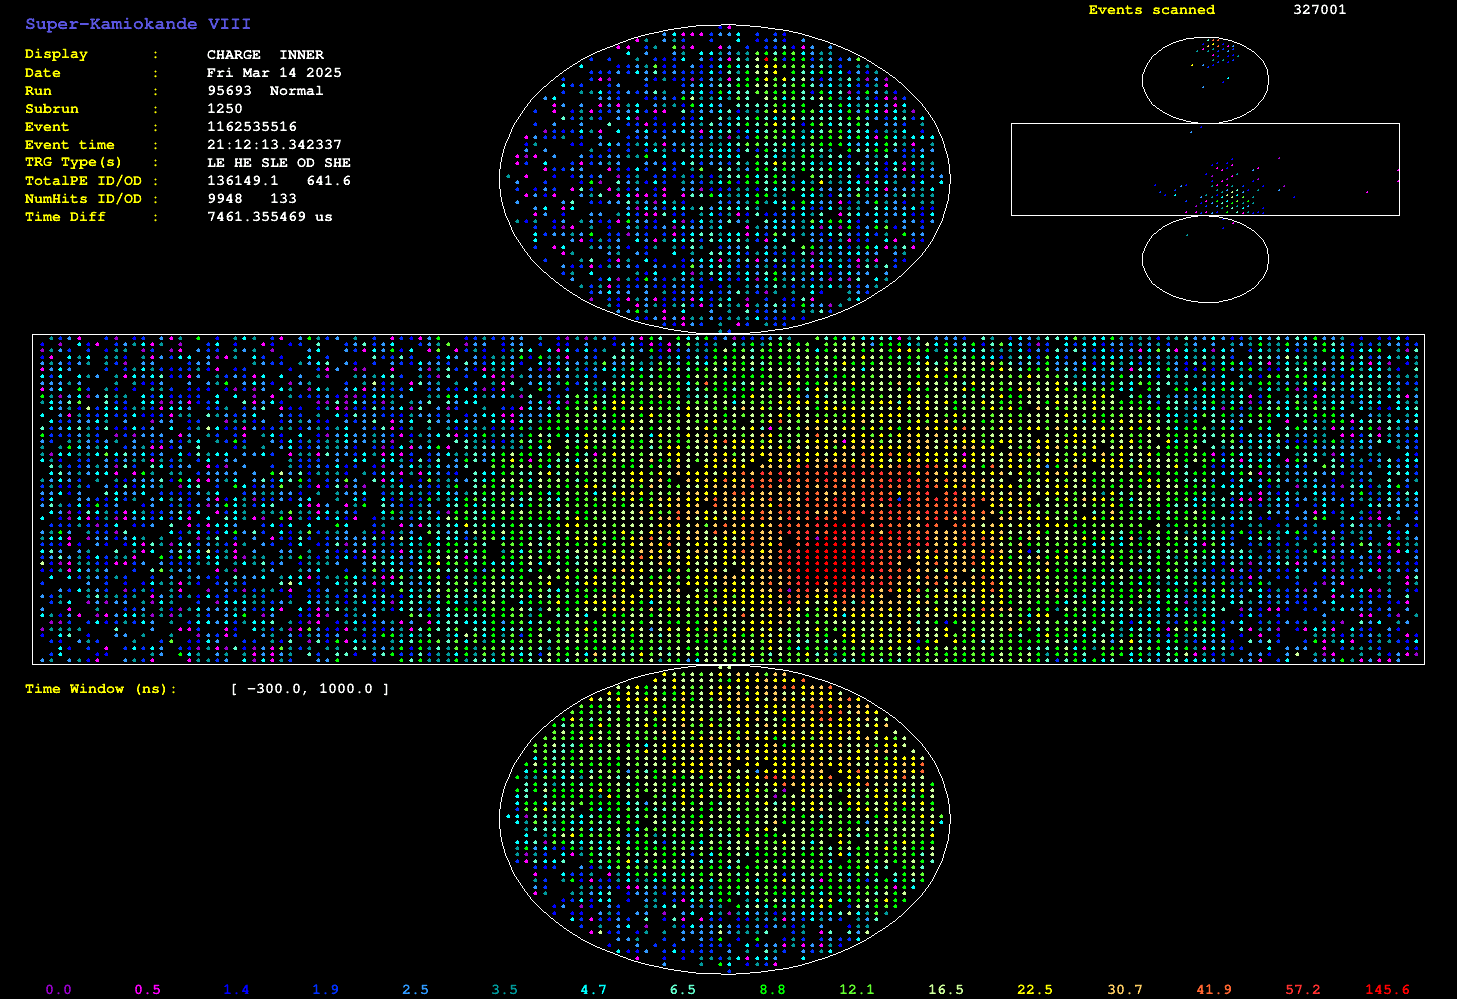 Super-Kamiokande VIII
Events scanned 327001
Display : CHARGE INNER
Date : Fri Mar 14 2025
Run : 95693 Normal
Subrun : 1250
Event : 1162535516
Event time : 21:12:13.342337
TRG Type(s) : LE HE SLE OD SHE
TotalPE ID/OD : 136149.1 641.6
NumHits ID/OD : 9948 133
Time Diff : 7461.355469 us
Time Window (ns): [ -300.0, 1000.0 ]
0.0 0.5 1.4 1.9 2.5 3.5 4.7 6.5 8.8 12.1 16.5 22.5 30.7 41.9 57.2 145.6